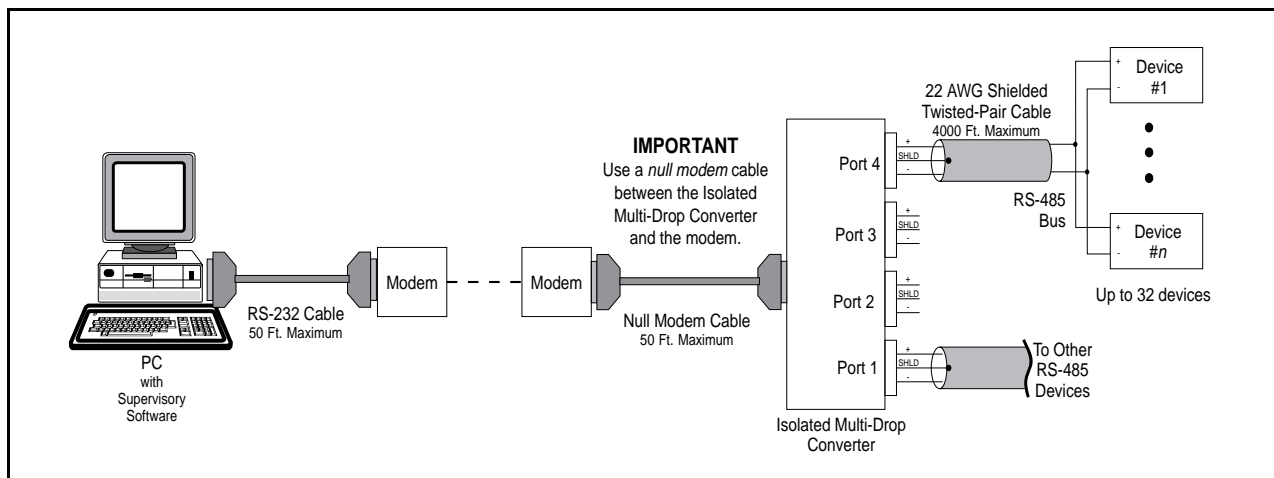 PC
with
Supervisory
Software
RS-232 Cable
50 Ft. Maximum
Modem
Modem
IMPORTANT
Use a null modem cable
between the Isolated
Multi-Drop Converter
and the modem.
Null Modem Cable
50 Ft. Maximum
Port 4
+
SHLD
-
Port 3
+
SHLD
-
Port 2
+
SHLD
-
Port 1
+
SHLD
-
Isolated Multi-Drop
Converter
22 AWG Shielded
Twisted-Pair Cable
4000 Ft. Maximum
RS-485
Bus
+
-
Device
#1
+
-
Device
#n
Up to 32 devices
To Other
RS-485
Devices